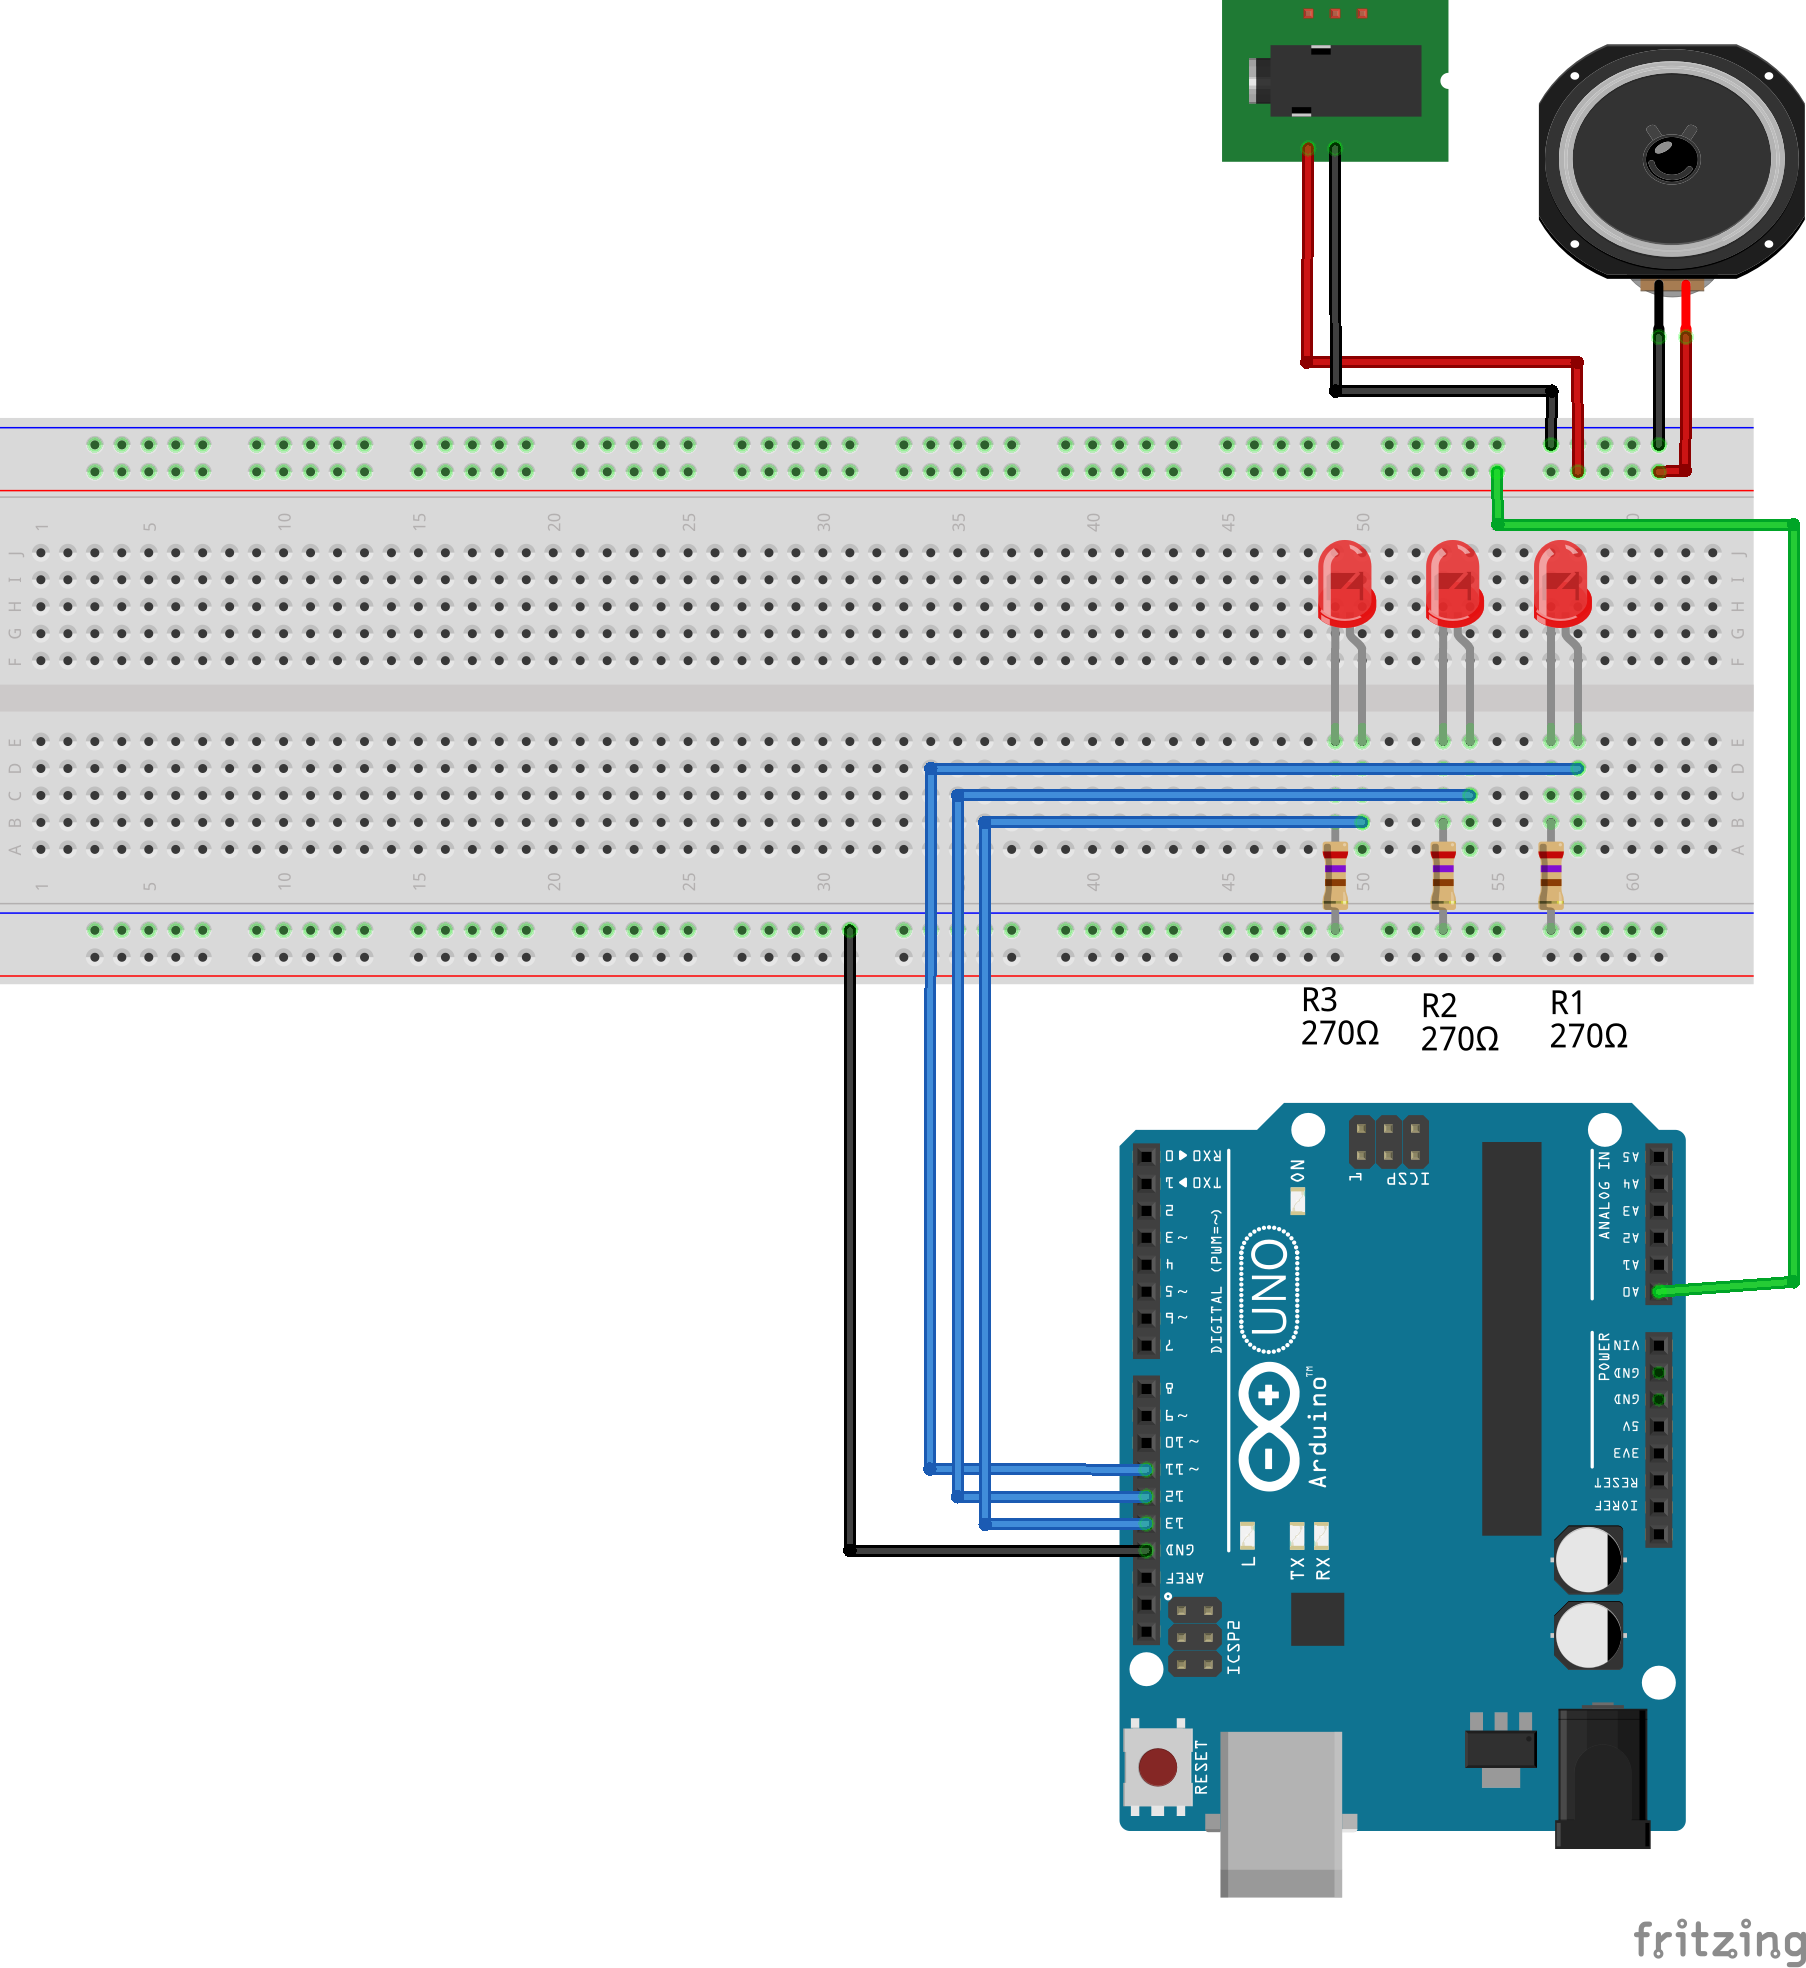 1 5 10 15 20 25 30 35 40 45 50 0
J J
I I
H H
G G
F F
E E
D D
C C
B B
A A
1 5 10 15 20 25 30 40 45 50 55 60
R3
270Ω
R2
270Ω
R1
270Ω
RX0 ◀ 0
TX0 ▶ 1
2
~3
4
~5
~6
7
8
~9
~10
~11
12
13
GND
AREF
DIGITAL (PWM=~)
ON
1 ICSP
UNO
Arduino™
L
TX
RX
ICSP2
RESET
ANALOG IN
A5
A4
A3
A2
A1
A0
POWER
VIN
GND
GND
5V
3V3
RESET
IOREF
fritzing